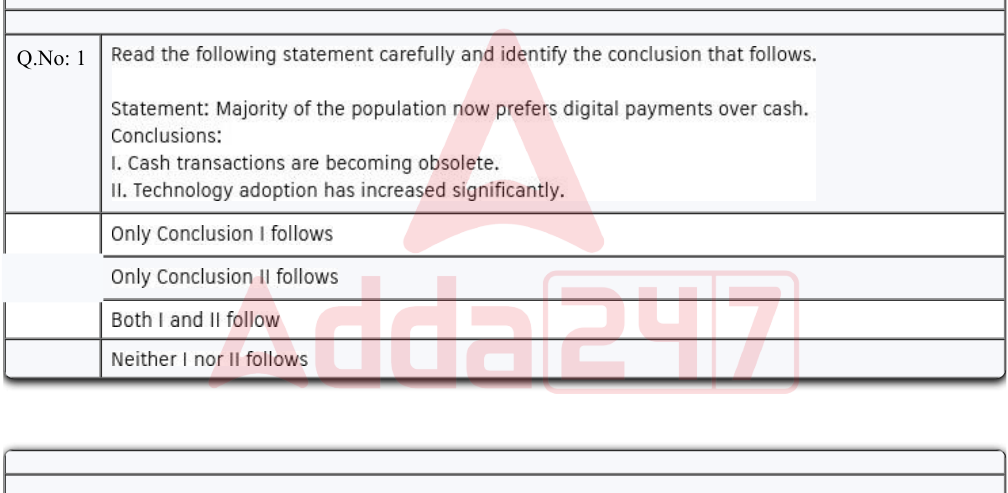 Q.No: 1
Read the following statement carefully and identify the conclusion that follows.
Statement: Majority of the population now prefers digital payments over cash.
Conclusions:
I. Cash transactions are becoming obsolete.
II. Technology adoption has increased significantly.
Only Conclusion I follows
Only Conclusion II follows
Both I and II follow
Neither I nor II follows
Adda247